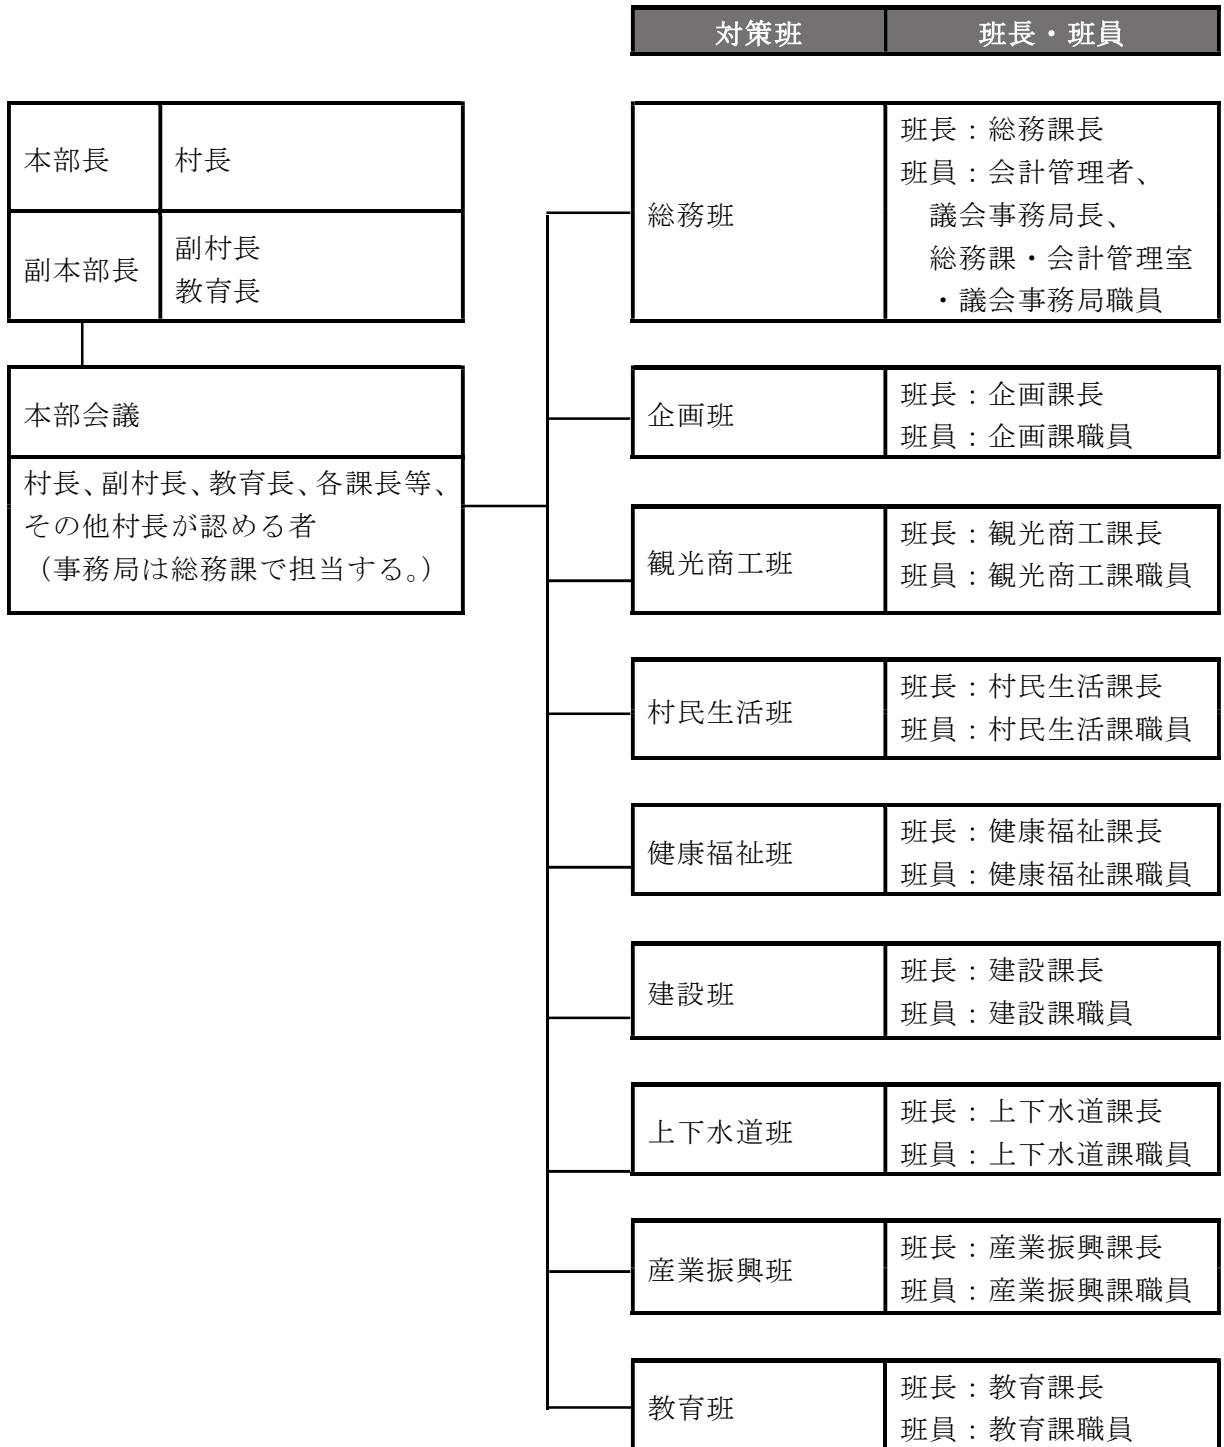 対策班 班長・班員
本部長 村長
副本部長 副村長
教育長
本部会議
村長、副村長、教育長、各課長等、
その他村長が認める者
（事務局は総務課で担当する。）
総務班
班長：総務課長
班員：会計管理者、
議会事務局長、
総務課・会計管理室
・議会事務局職員
企画班
班長：企画課長
班員：企画課職員
観光商工班
班長：観光商工課長
班員：観光商工課職員
村民生活班
班長：村民生活課長
班員：村民生活課職員
健康福祉班
班長：健康福祉課長
班員：健康福祉課職員
建設班
班長：建設課長
班員：建設課職員
上下水道班
班長：上下水道課長
班員：上下水道課職員
産業振興班
班長：産業振興課長
班員：産業振興課職員
教育班
班長：教育課長
班員：教育課職員